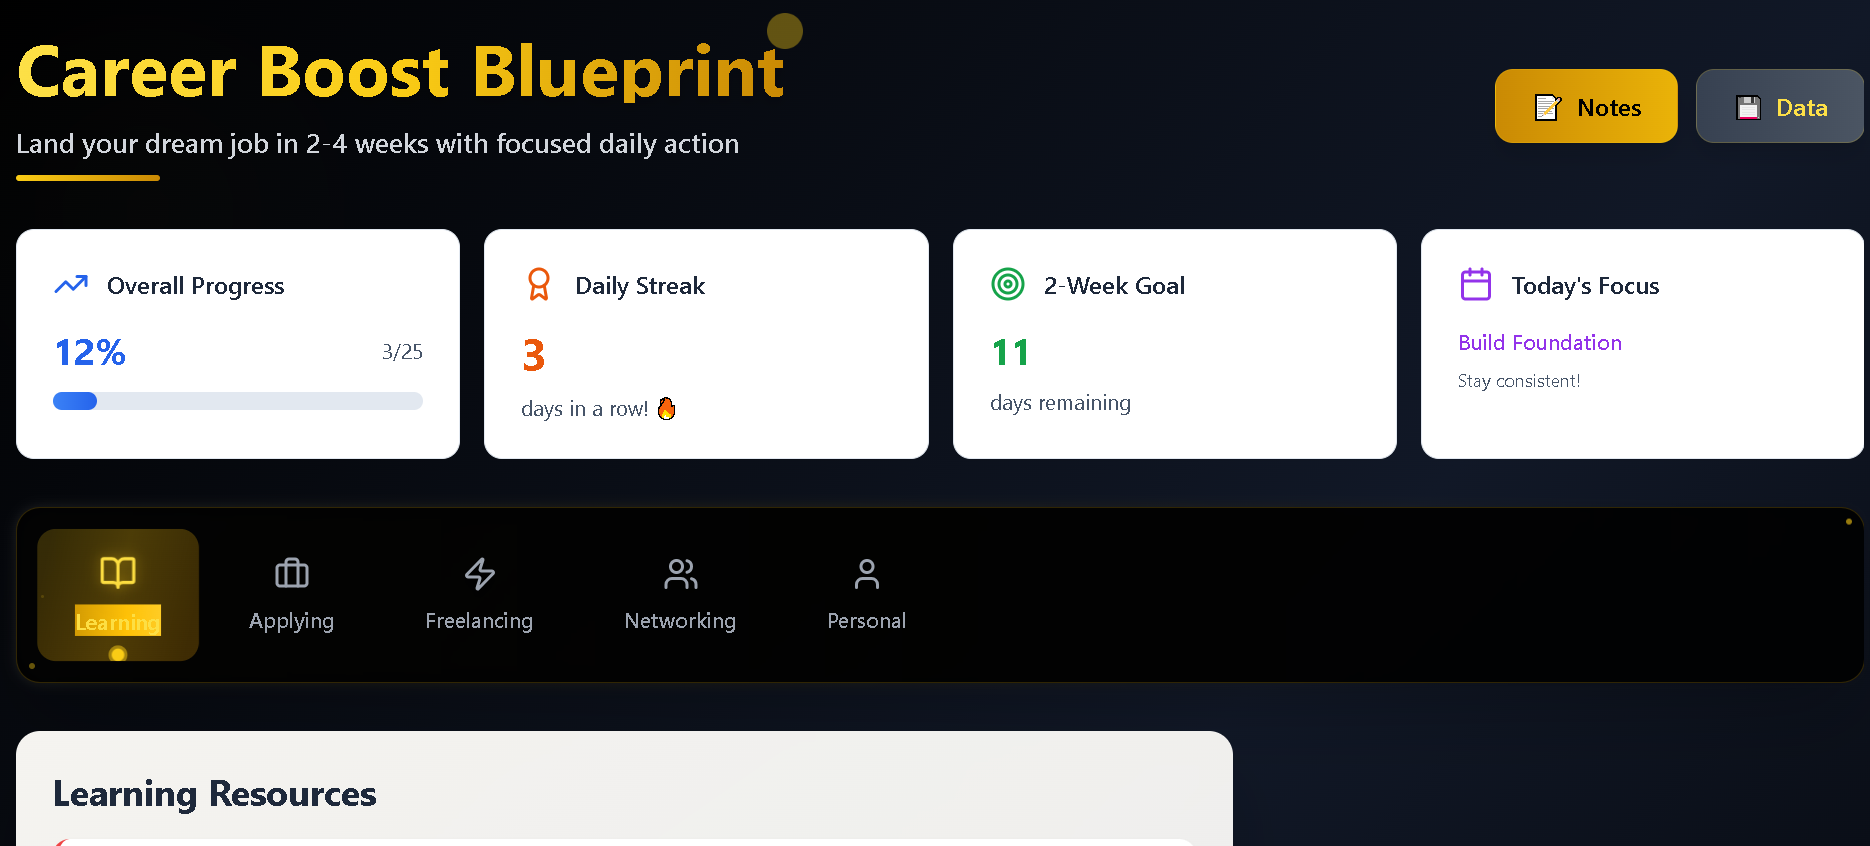 Career Boost Blueprint
Land your dream job in 2-4 weeks with focused daily action
Notes
Data
Overall Progress
12%
3/25
Daily Streak
3
days in a row! 🔥
2-Week Goal
11
days remaining
Today's Focus
Build Foundation
Stay consistent!
Learning
Applying
Freelancing
Networking
Personal
Learning Resources